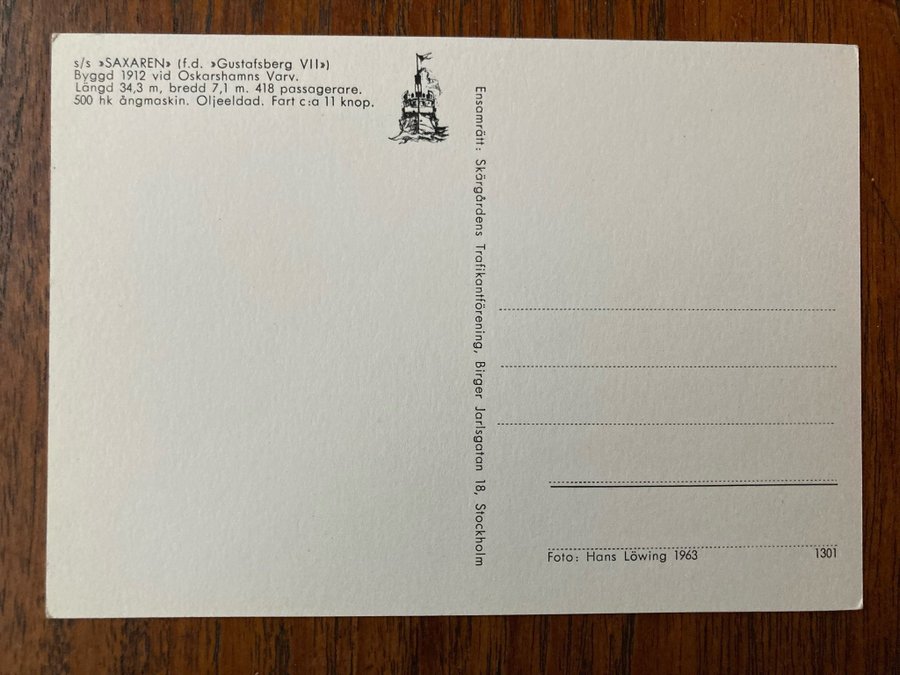 s/s »SAXAREN» (f.d. »Gustafsberg VII»)
Byggd 1912 vid Oskarshamns Varv.
Längd 34,3 m, bredd 7,1 m. 418 passagerare.
500 hk ångmaskin. Oljeeldad. Fart c:a 11 knop.
Ensamrätt: Skärgårdens Trafikantförening, Birger Jarlsgatan 18, Stockholm
Foto: Hans Löwing 1963
1301